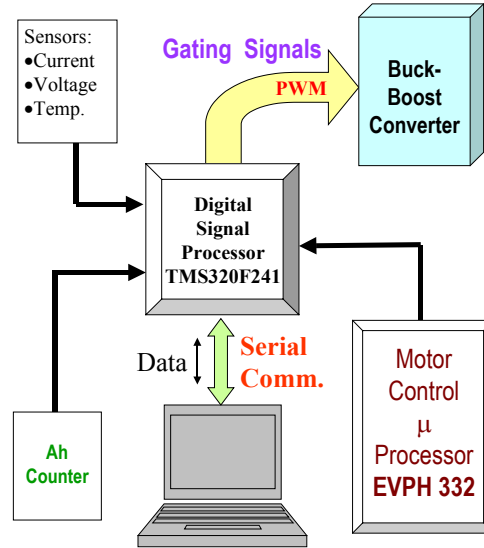 Sensors:
•Current
•Voltage
•Temp.
Gating Signals
PWM
Buck-
Boost
Converter
Digital
Signal
Processor
TMS320F241
Data
Serial
Comm.
Motor
Control
μ
Processor
EVPH 332
Ah
Counter